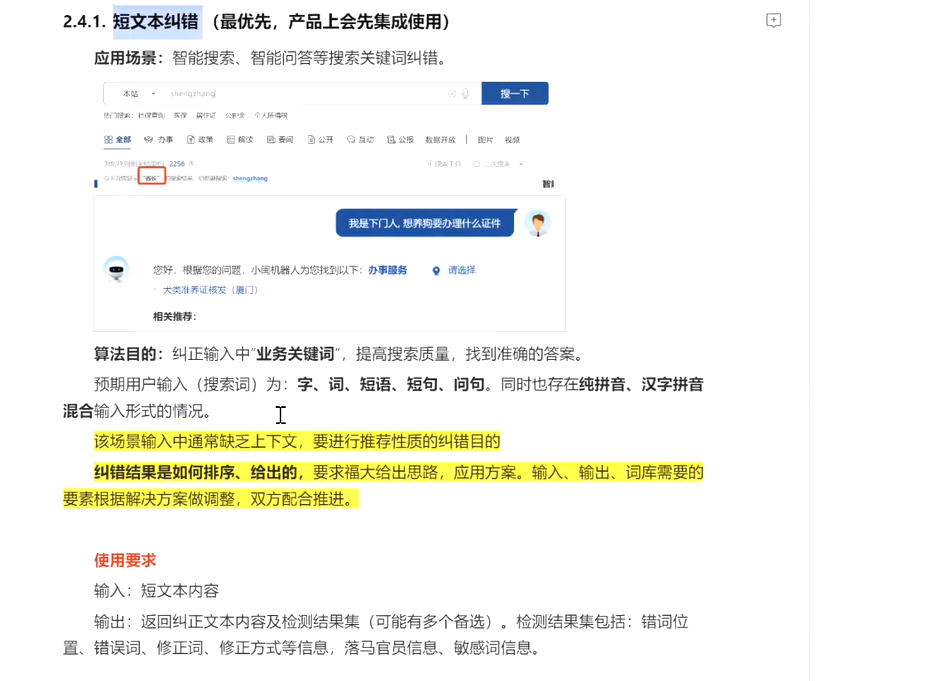 2.4.1. 短文本纠错 (最优先，产品上会先集成使用)
应用场景：智能搜索、智能问答等搜索关键词纠错。
本站 shengzhang 搜一下
热门搜索： 社保查询 医保 居住证 公积金 个人所得税
全部 办事 政策 解读 要闻 公开 互动 公报 数据开放 | 图片 视频
2256 搜索工具 二次搜索
shengzhang
我是下门人, 想养狗要办理什么证件
您好，根据您的问题，小闽机器人为您找到以下：办事服务 请选择
· 犬类准养证核发（厦门）
相关推荐：
算法目的：纠正输入中“业务关键词”，提高搜索质量，找到准确的答案。
预期用户输入（搜索词）为：字、词、短语、短句、问句。同时也存在纯拼音、汉字拼音
混合输入形式的情况。
该场景输入中通常缺乏上下文，要进行推荐性质的纠错目的
纠错结果是如何排序、给出的，要求福大给出思路，应用方案。输入、输出、词库需要的
要素根据解决方案做调整，双方配合推进。
使用要求
输入：短文本内容
输出：返回纠正文本内容及检测结果集（可能有多个备选）。检测结果集包括：错词位
置、错误词、修正词、修正方式等信息，落马官员信息、敏感词信息。